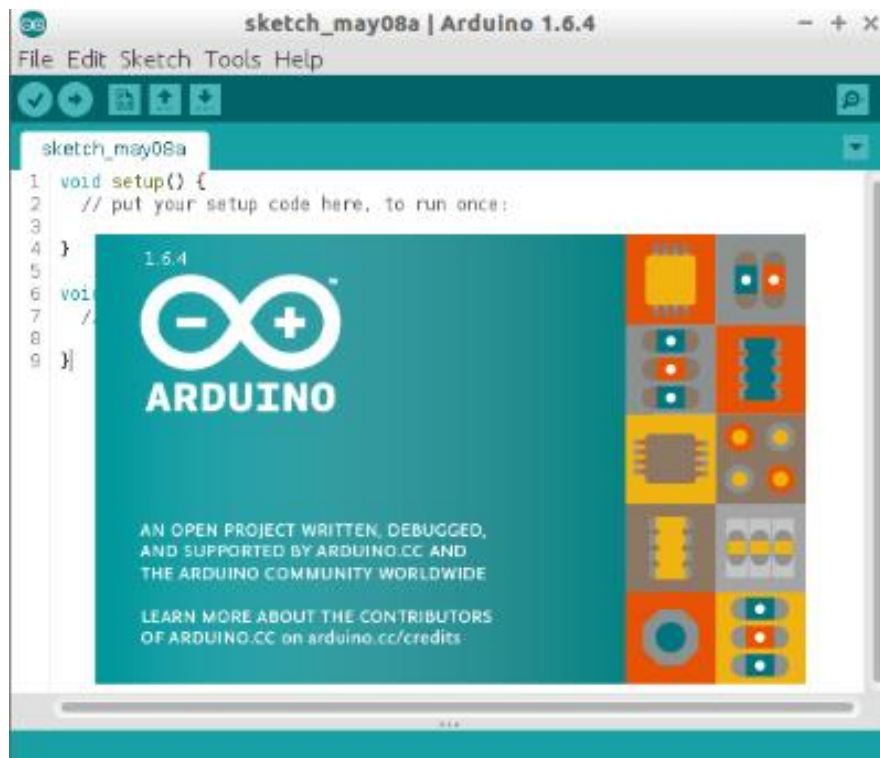 sketch_may08a | Arduino 1.6.4
File Edit Sketch Tools Help
sketch_may08a
1 void setup() {
2 // put your setup code here, to run once:
3
4 }
5
6 voi
7 //
8
9 }
1.6.4
™
ARDUINO
AN OPEN PROJECT WRITTEN, DEBUGGED,
AND SUPPORTED BY ARDUINO.CC AND
THE ARDUINO COMMUNITY WORLDWIDE
LEARN MORE ABOUT THE CONTRIBUTORS
OF ARDUINO.CC on arduino.cc/credits